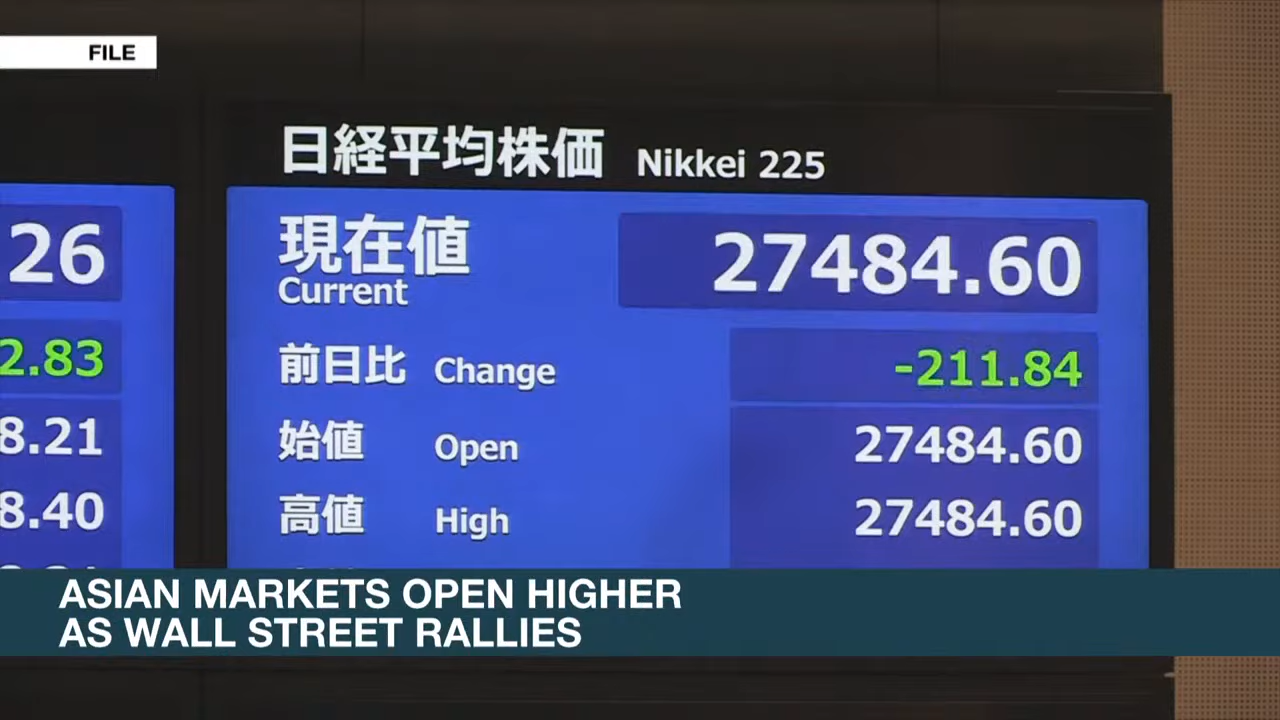 FILE
日経平均株価 Nikkei 225
26
現在値 27484.60
Current
2.83
前日比 Change -211.84
8.21
始値 Open 27484.60
8.40
高値 High 27484.60
ASIAN MARKETS OPEN HIGHER
AS WALL STREET RALLIES